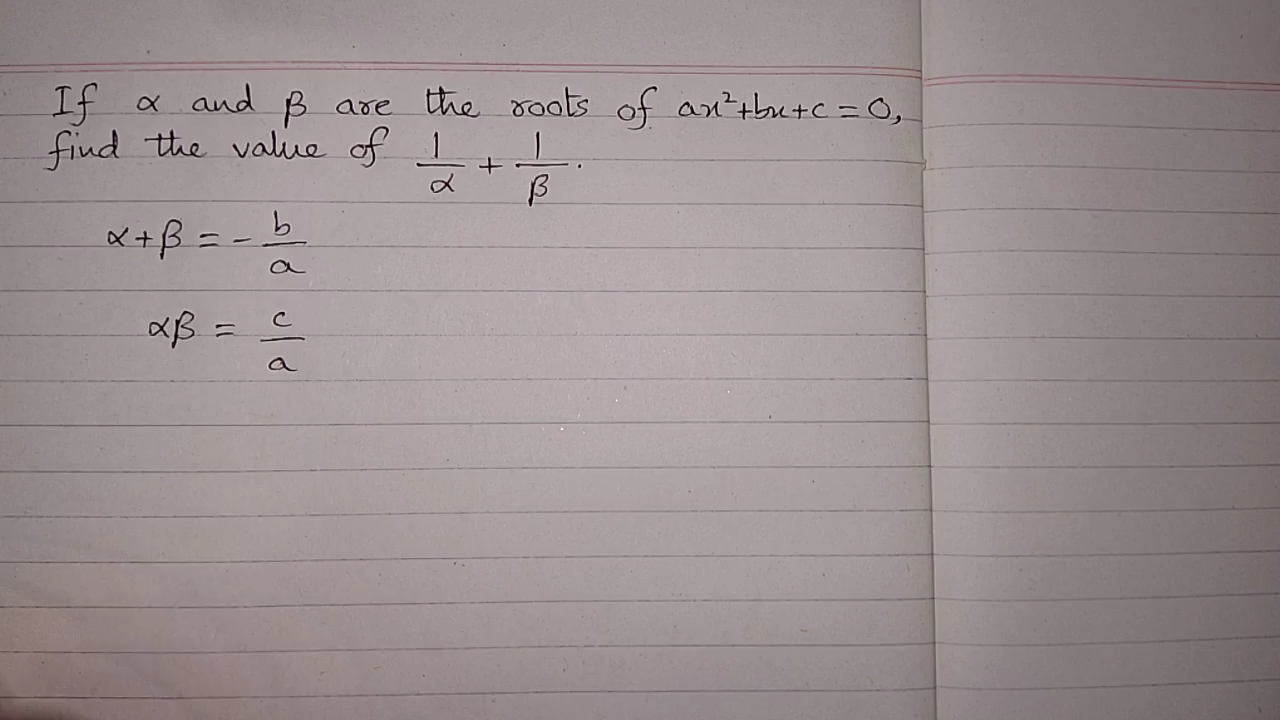 If α and β are the roots of ax²+bx+c = 0,
find the value of 1/α + 1/β.
α+β = - b/a
αβ = c/a